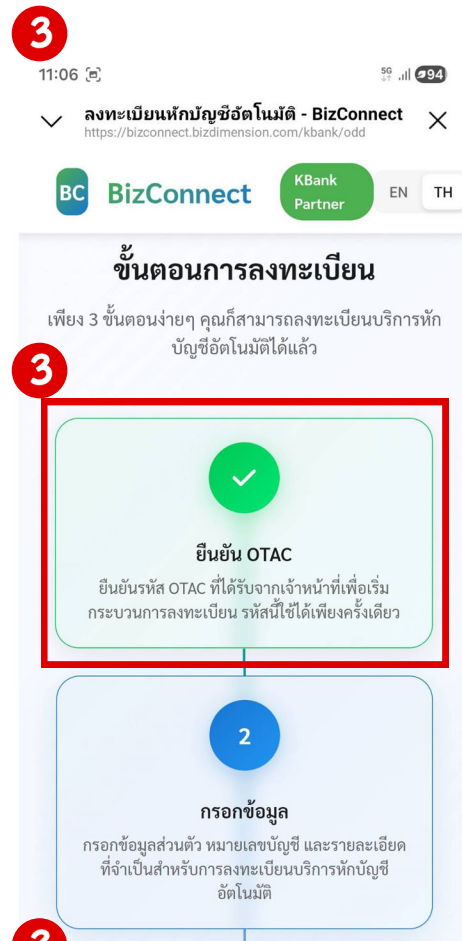 3
11:06
5G 94
ลงทะเบียนหักบัญชีอัตโนมัติ - BizConnect
https://bizconnect.bizdimension.com/kbank/odd
BC BizConnect
KBank
Partner
EN TH
ขั้นตอนการลงทะเบียน
เพียง 3 ขั้นตอนง่ายๆ คุณก็สามารถลงทะเบียนบริการหัก
บัญชีอัตโนมัติได้แล้ว
3
ยืนยัน OTAC
ยืนยันรหัส OTAC ที่ได้รับจากเจ้าหน้าที่เพื่อเริ่ม
กระบวนการลงทะเบียน รหัสนี้ใช้ได้เพียงครั้งเดียว
2
กรอกข้อมูล
กรอกข้อมูลส่วนตัว หมายเลขบัญชี และรายละเอียด
ที่จำเป็นสำหรับการลงทะเบียนบริการหักบัญชี
อัตโนมัติ